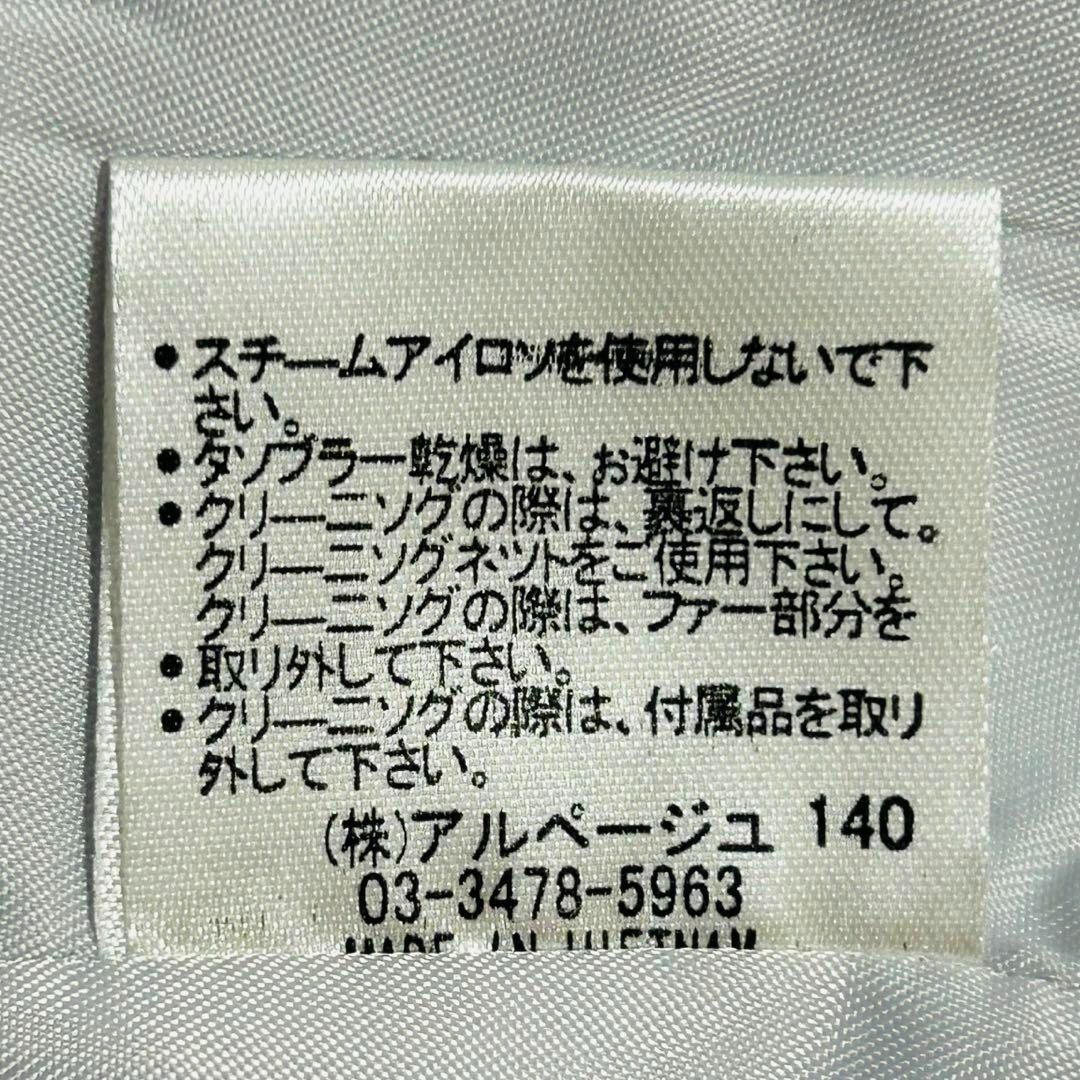 •スチームアイロンを使用しないで下
さい。
•タンブラー乾燥は、お避け下さい。
•クリーニングの際は、裏返しにして。
クリーニングネットをご使用下さい。
クリーニングの際は、ファー部分を
•取り外して下さい。
•クリーニングの際は、付属品を取り
外して下さい。
(株)アルページュ 140
03-3478-5963
MADE IN VIETNAM